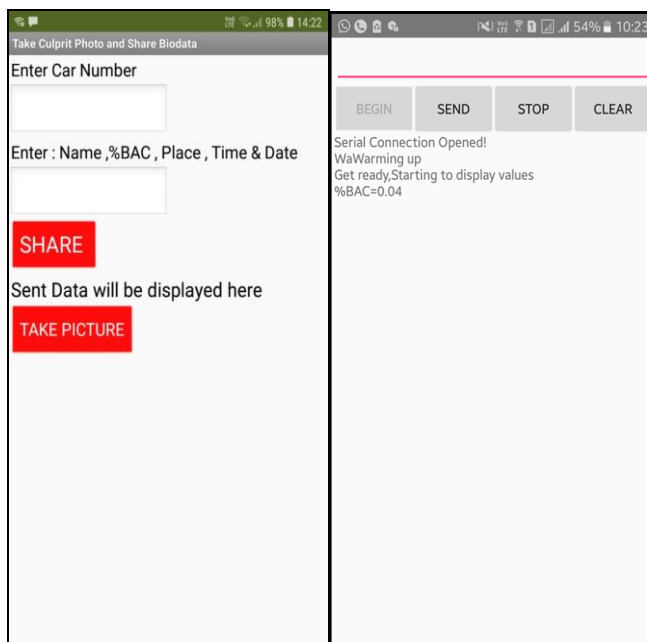 98% 14:22
Take Culprit Photo and Share Biodata
Enter Car Number
Enter : Name ,%BAC , Place , Time & Date
SHARE
Sent Data will be displayed here
TAKE PICTURE
54% 10:23
BEGIN SEND STOP CLEAR
Serial Connection Opened!
WaWarming up
Get ready,Starting to display values
%BAC=0.04